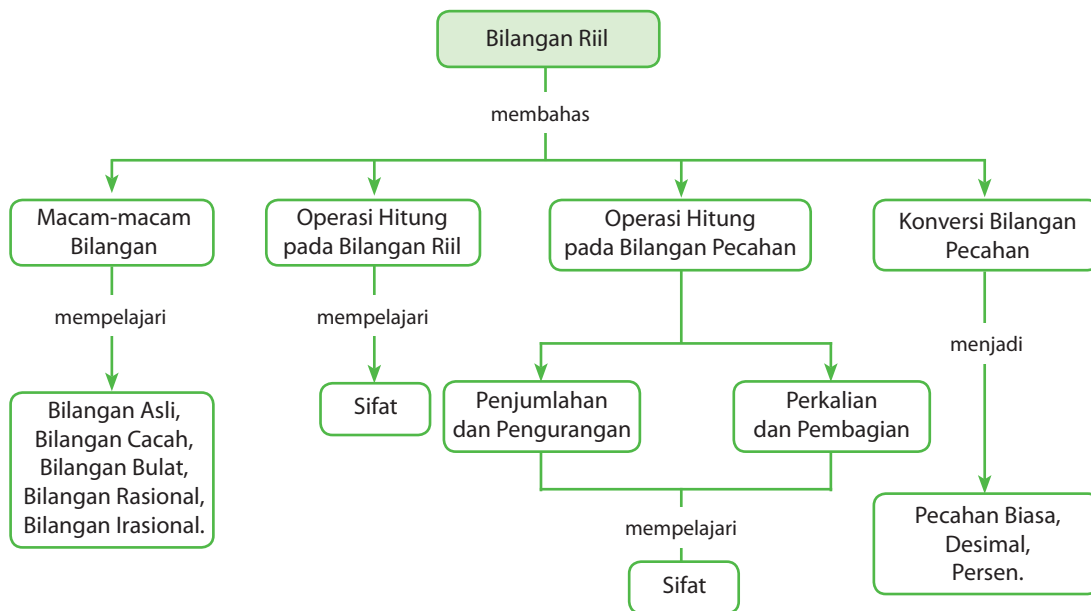 Bilangan Riil
membahas
Macam-macam
Bilangan
Operasi Hitung
pada Bilangan Riil
Operasi Hitung
pada Bilangan Pecahan
Konversi Bilangan
Pecahan
mempelajari
mempelajari
menjadi
Bilangan Asli,
Bilangan Cacah,
Bilangan Bulat,
Bilangan Rasional,
Bilangan Irasional.
Sifat
Penjumlahan
dan Pengurangan
Perkalian
dan Pembagian
mempelajari
Sifat
Pecahan Biasa,
Desimal,
Persen.